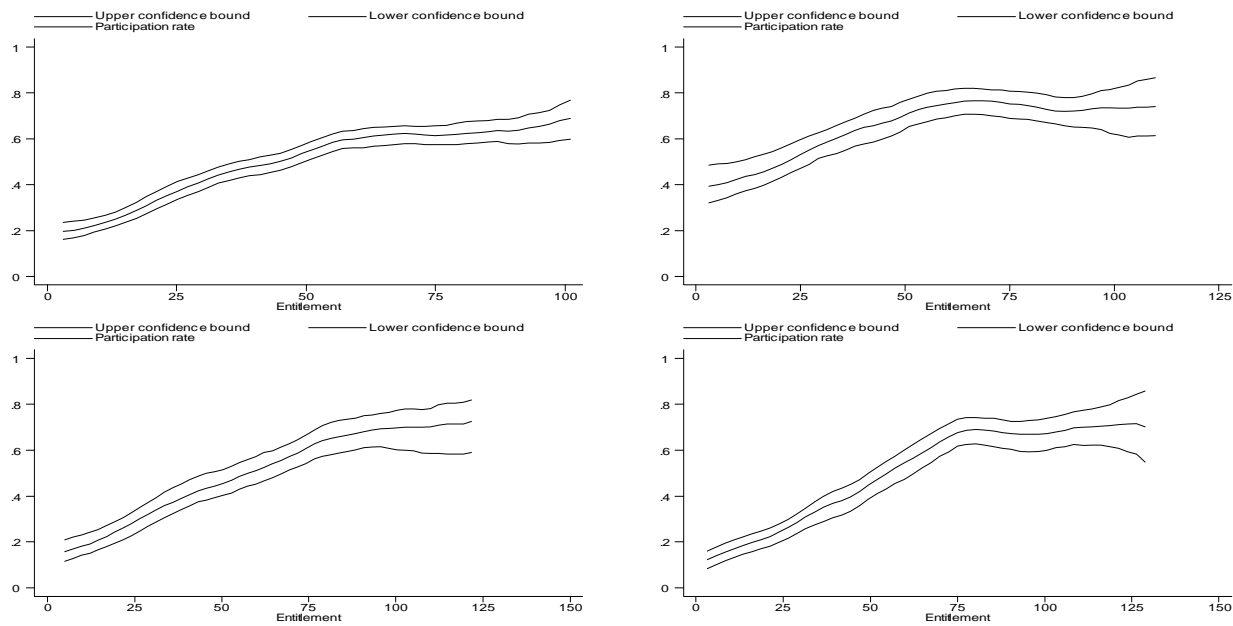 Upper confidence bound Lower confidence bound
Participation rate
1
.8
.6
.4
.2
0
0 25 50 75 100
Entitlement
Upper confidence bound Lower confidence bound
Participation rate
1
.8
.6
.4
.2
0
0 25 50 75 100 125
Entitlement
Upper confidence bound Lower confidence bound
Participation rate
1
.8
.6
.4
.2
0
0 25 50 75 100 125 150
Entitlement
Upper confidence bound Lower confidence bound
Participation rate
1
.8
.6
.4
.2
0
0 25 50 75 100 125 150
Entitlement